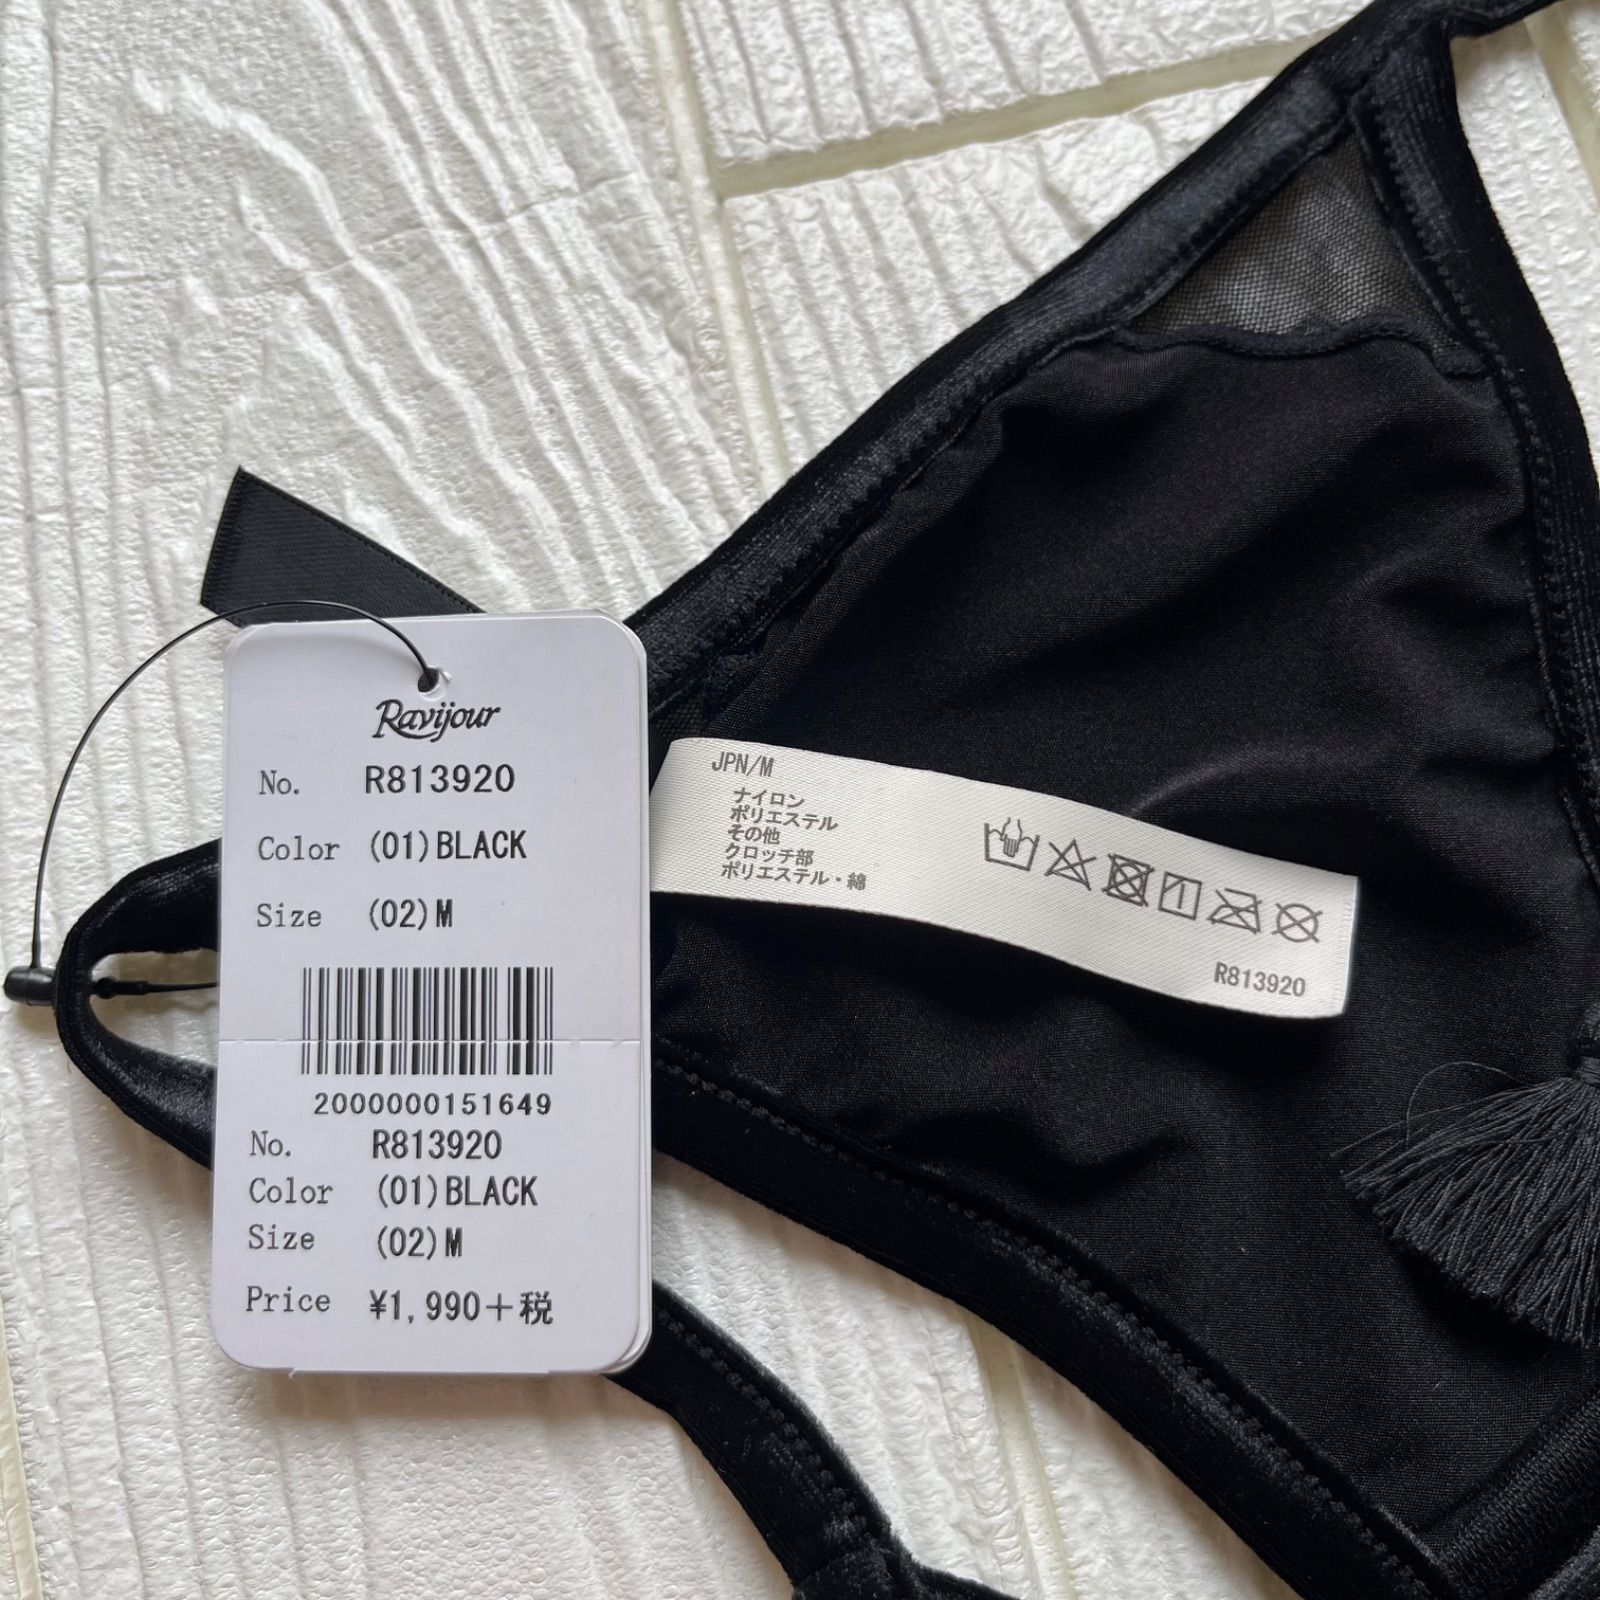 Ravijour
No. R813920
Color (01)BLACK
Size (02)M
2000000151649
No. R813920
Color (01)BLACK
Size (02)M
Price ¥1,990+税
JPN/M
ナイロン
ポリエステル
その他
クロッチ部
ポリエステル・綿
R813920